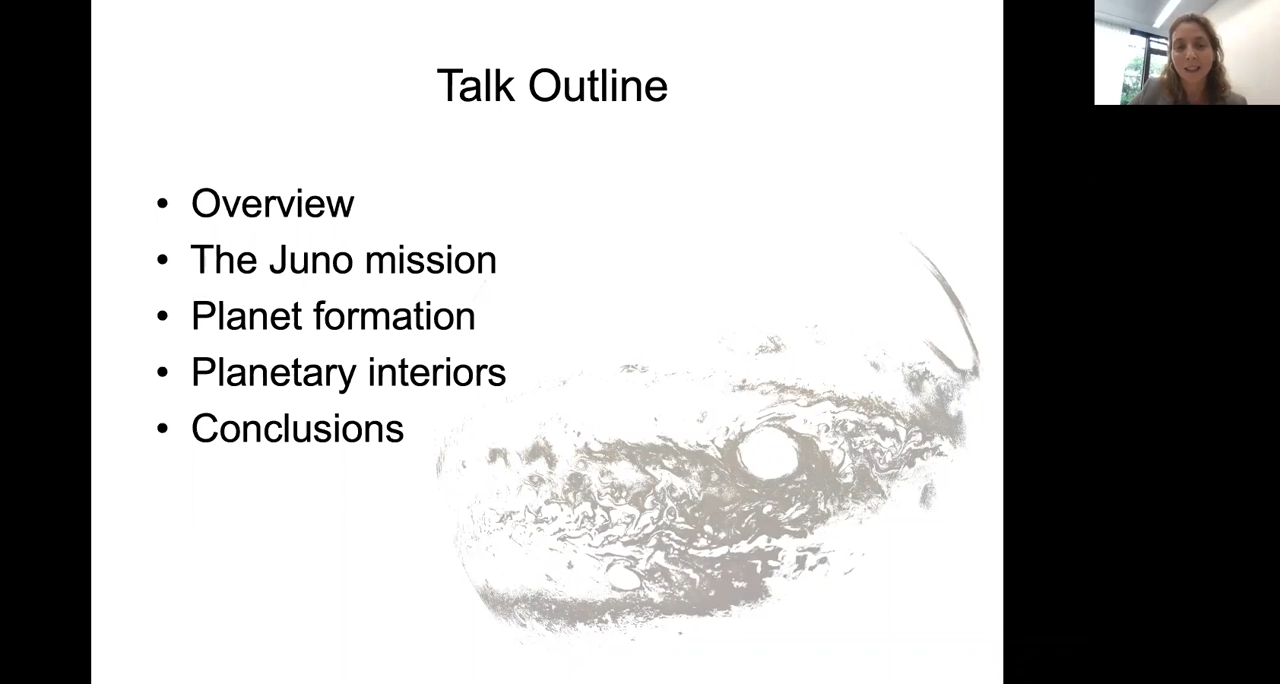 Talk Outline
• Overview
• The Juno mission
• Planet formation
• Planetary interiors
• Conclusions